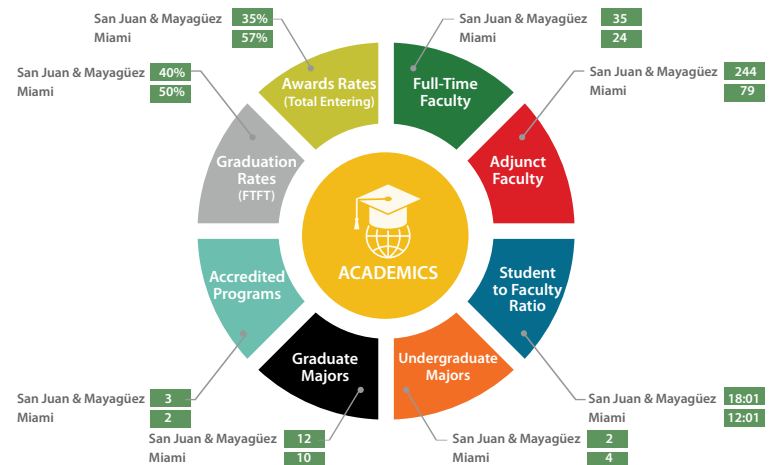 San Juan & Mayagüez 35%
Miami 57%
San Juan & Mayagüez 35
Miami 24
San Juan & Mayagüez 40%
Miami 50%
San Juan & Mayagüez 244
Miami 79
Awards Rates
(Total Entering)
Full-Time
Faculty
Graduation
Rates
(FTFT)
Adjunct
Faculty
ACADEMICS
Accredited
Programs
Student
to Faculty
Ratio
Graduate
Majors
Undergraduate
Majors
San Juan & Mayagüez 3
Miami 2
San Juan & Mayagüez 18:01
Miami 12:01
San Juan & Mayagüez 12
Miami 10
San Juan & Mayagüez 2
Miami 4